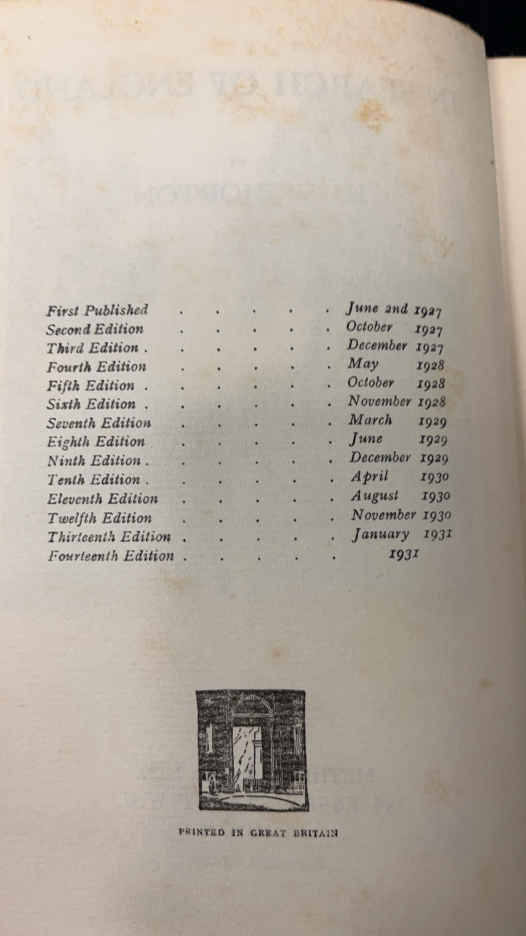 First Published . . . . . June 2nd 1927
Second Edition . . . . . October 1927
Third Edition . . . . . . December 1927
Fourth Edition . . . . . May 1928
Fifth Edition . . . . . . October 1928
Sixth Edition . . . . . . November 1928
Seventh Edition . . . . . March 1929
Eighth Edition . . . . . June 1929
Ninth Edition . . . . . . December 1929
Tenth Edition . . . . . . April 1930
Eleventh Edition . . . . . August 1930
Twelfth Edition . . . . . November 1930
Thirteenth Edition . . . . . January 1931
Fourteenth Edition . . . . . 1931
PRINTED IN GREAT BRITAIN